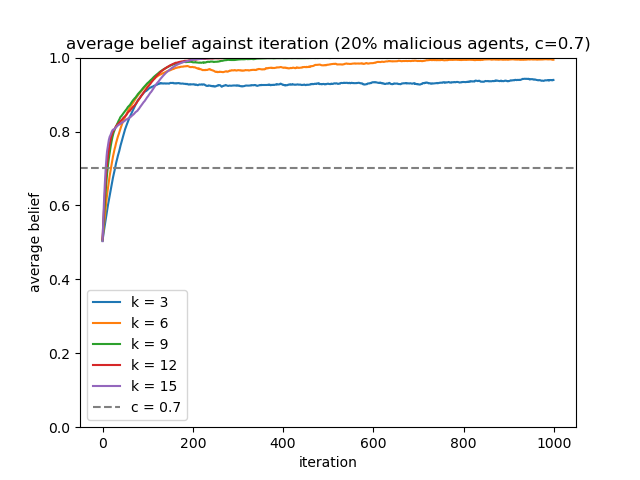 average belief against iteration (20% malicious agents, c=0.7)
1.0
0.8
0.6
0.4
0.2
0.0
average belief
k = 3
k = 6
k = 9
k = 12
k = 15
c = 0.7
0 200 400 600 800 1000
iteration